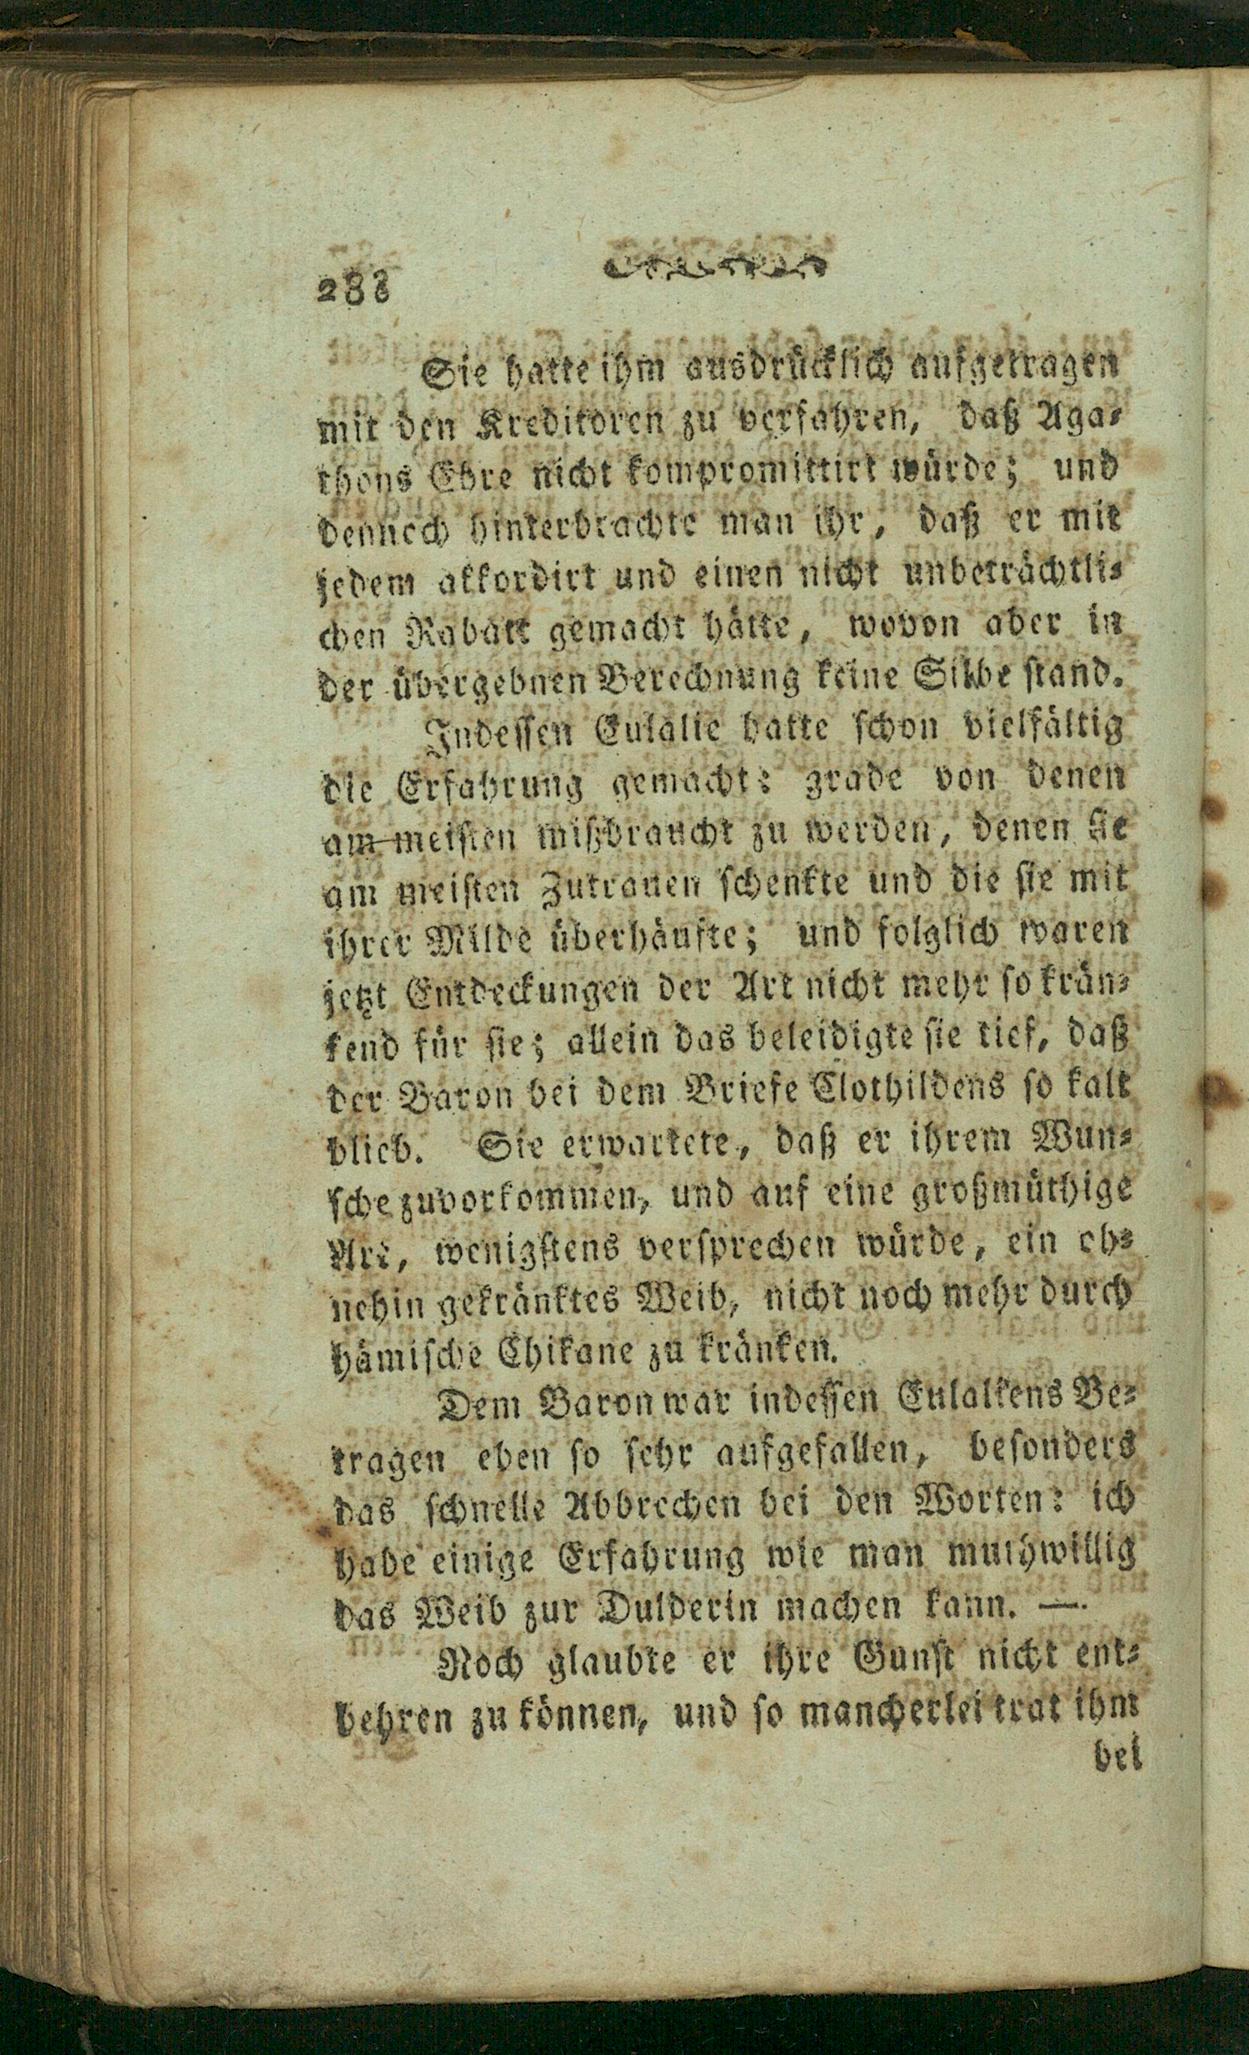 288
Sie hatte ihm ausdrücklich aufgetragen
mit den Kreditoren zu verfahren, daß Aga-
thons Ehre nicht kompromittirt würde; und
dennoch hinterbrachte man ihr, daß er mit
jedem akkordirt und einen nicht unbeträchtli-
chen Rabatt gemacht hätte, wovon aber in
der übergebnen Berechnung keine Silbe stand.
Indessen Eulalie hatte schon vielfältig
die Erfahrung gemacht: grade von denen
am meisten mißbraucht zu werden, denen sie
am meisten Zutrauen schenkte und die sie mit
ihrer Milde überhäufte; und folglich waren
jetzt Entdeckungen der Art nicht mehr so krän-
kend für sie; allein das beleidigte sie tief, daß
der Baron bei dem Briefe Clothildens so kalt
blieb. Sie erwartete, daß er ihrem Wun-
sche zuvorkommen, und auf eine großmüthige
Art, wenigstens versprechen würde, ein oh-
nehin gekränktes Weib, nicht noch mehr durch
hämische Chikane zu kränken.
Dem Baron war indessen Eulaliens Be-
tragen eben so sehr aufgefallen, besonders
das schnelle Abbrechen bei den Worten: ich
habe einige Erfahrung wie man muthwillig
das Weib zur Dulderin machen kann. —
Noch glaubte er ihre Gunst nicht ent-
behren zu können, und so mancherlei trat ihm
bei